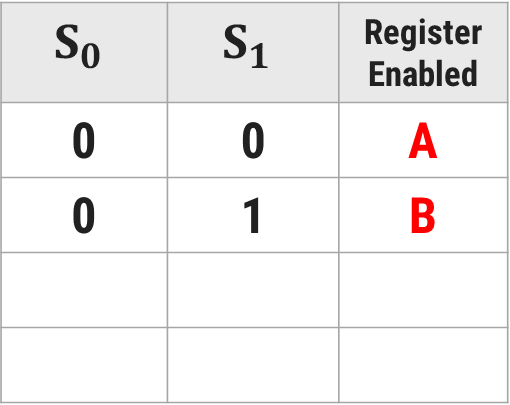 S₀ S₁ Register Enabled
0 0 A
0 1 B